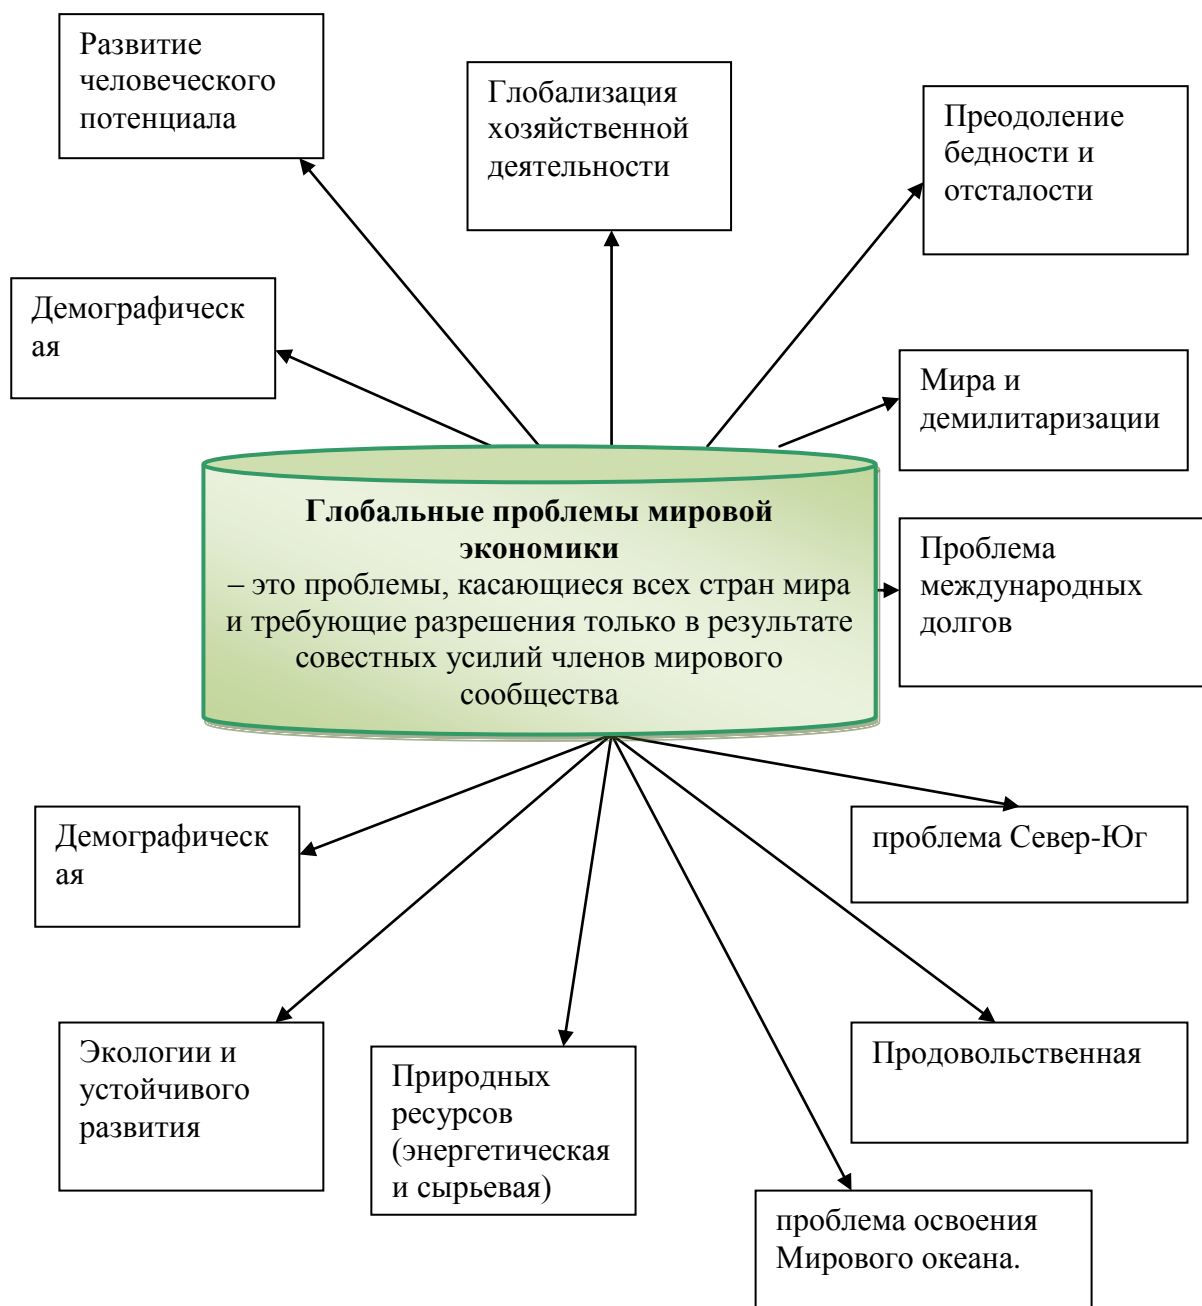 Развитие
человеческого
потенциала
Глобализация
хозяйственной
деятельности
Преодоление
бедности и
отсталости
Демографическ
ая
Мира и
демилитаризации
Глобальные проблемы мировой
экономики
– это проблемы, касающиеся всех стран мира
и требующие разрешения только в результате
совестных усилий членов мирового
сообщества
Проблема
международных
долгов
Демографическ
ая
проблема Север-Юг
Экологии и
устойчивого
развития
Природных
ресурсов
(энергетическая
и сырьевая)
Продовольственная
проблема освоения
Мирового океана.